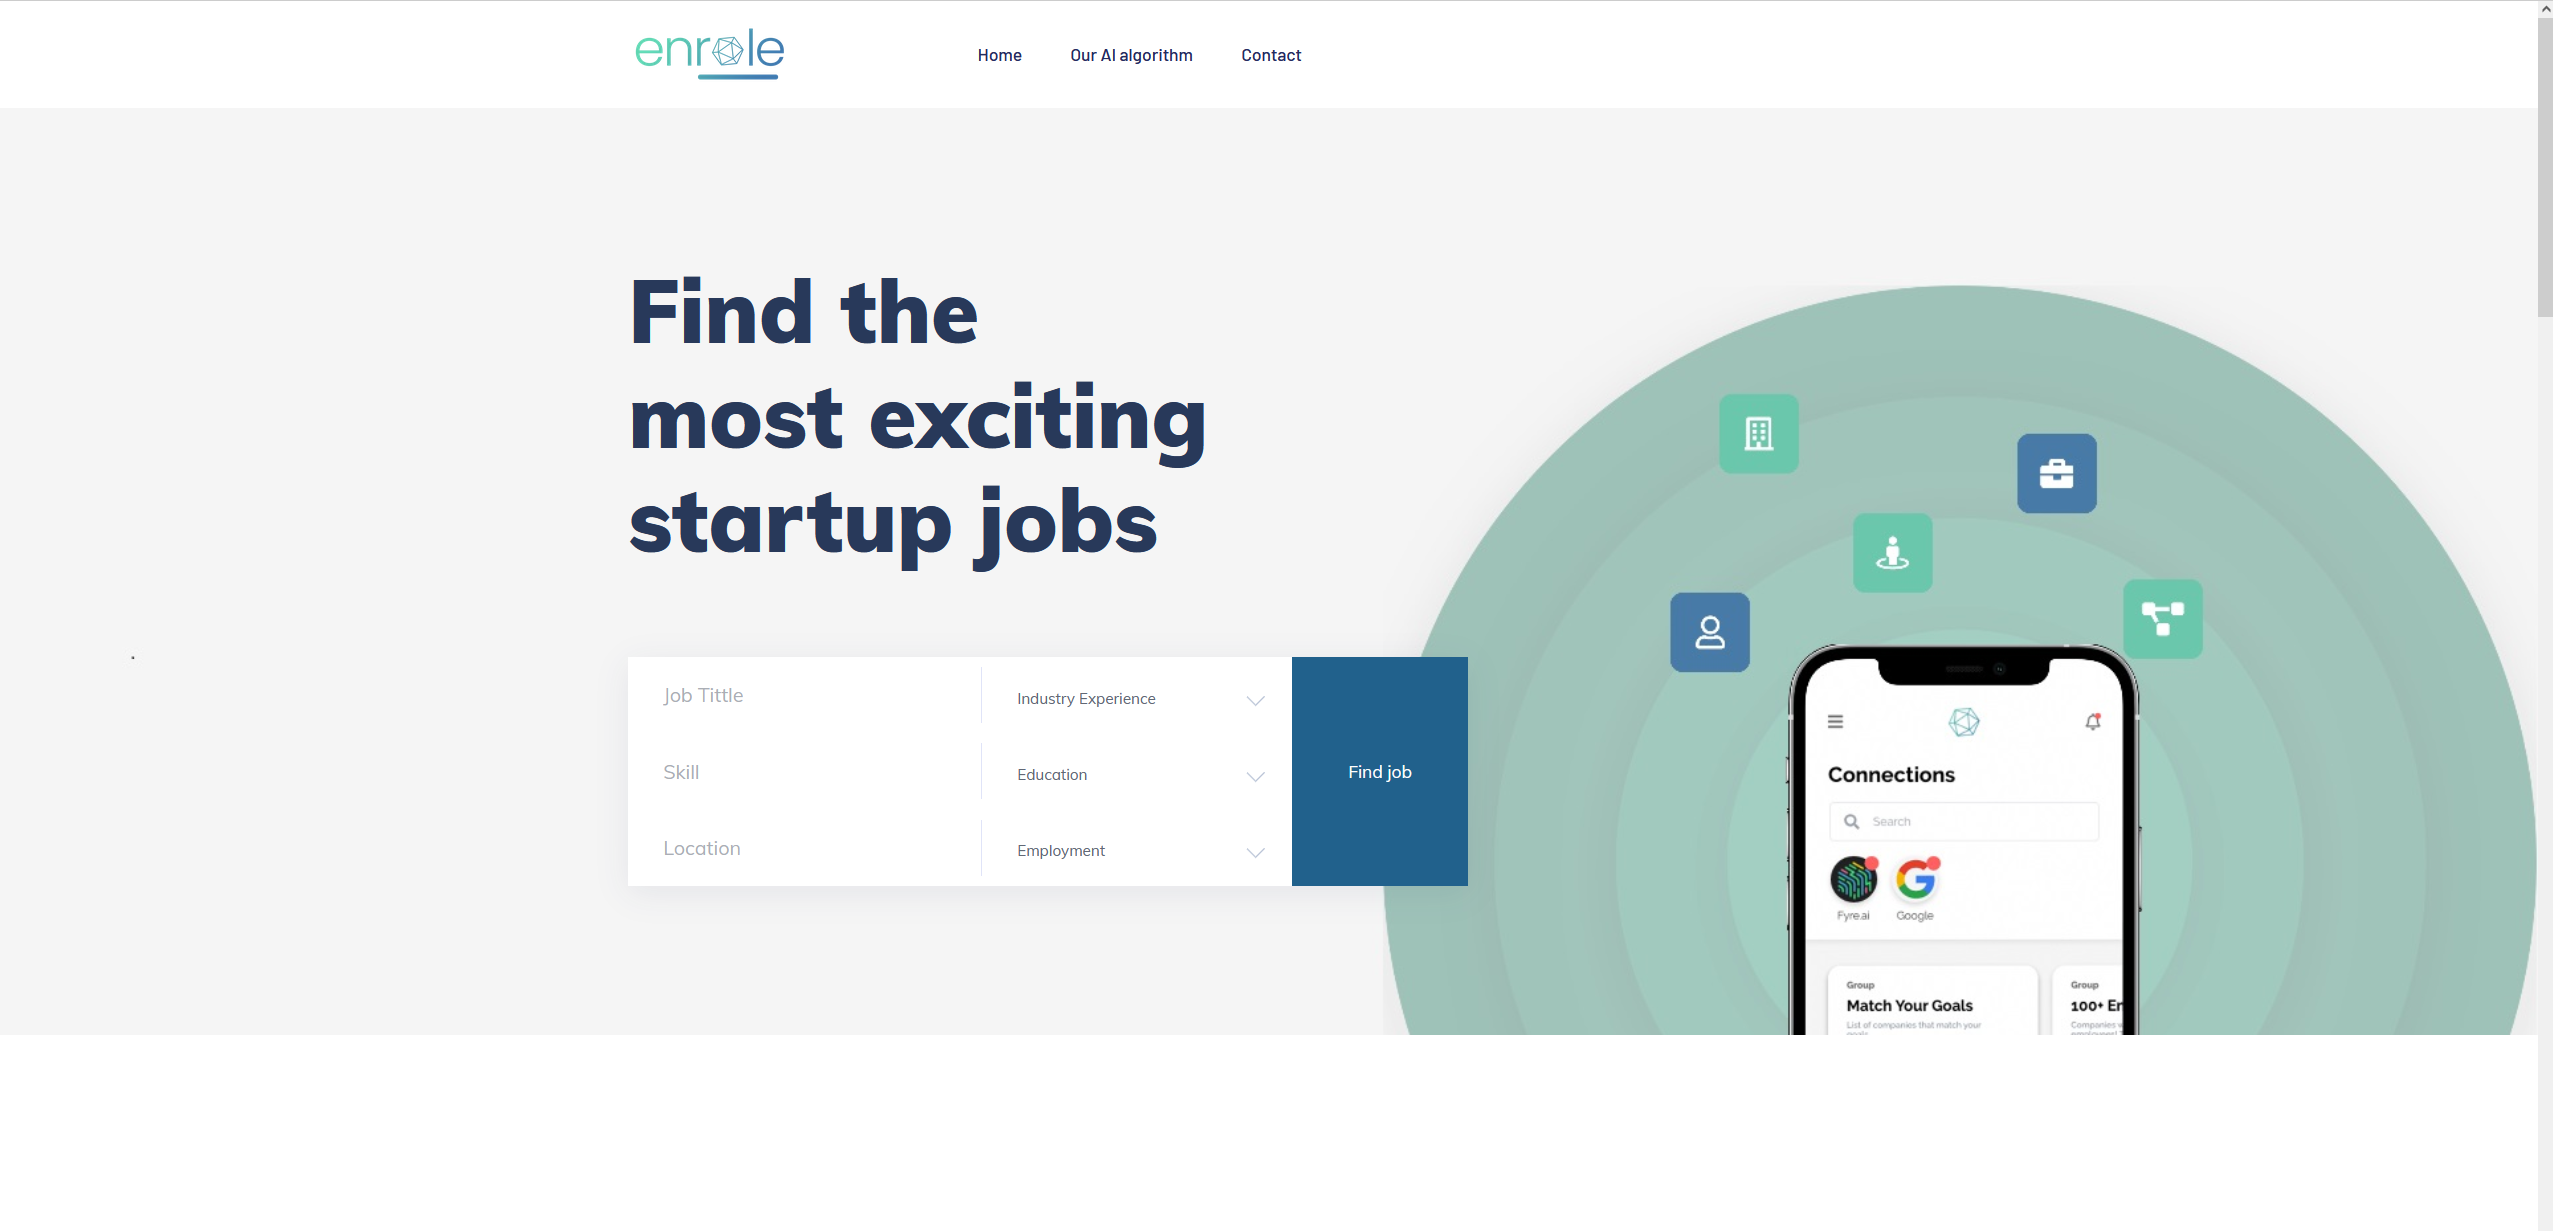 enrole
Home
Our AI algorithm
Contact
Find the
most exciting
startup jobs
Job Tittle
Industry Experience
Skill
Education
Location
Employment
Find job
Connections
Search
Fyre.ai
Google
Group
Match Your Goals
List of companies that match your
goals
Group
100+ En
Companies w